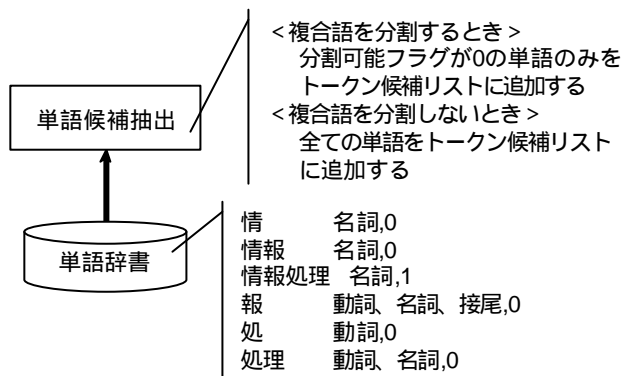 ＜複合語を分割するとき＞
分割可能フラグが0の単語のみを
トークン候補リストに追加する
＜複合語を分割しないとき＞
全ての単語をトークン候補リスト
に追加する
単語候補抽出
単語辞書
情 名詞,0
情報 名詞,0
情報処理 名詞,1
報 動詞、名詞、接尾,0
処 動詞,0
処理 動詞、名詞,0